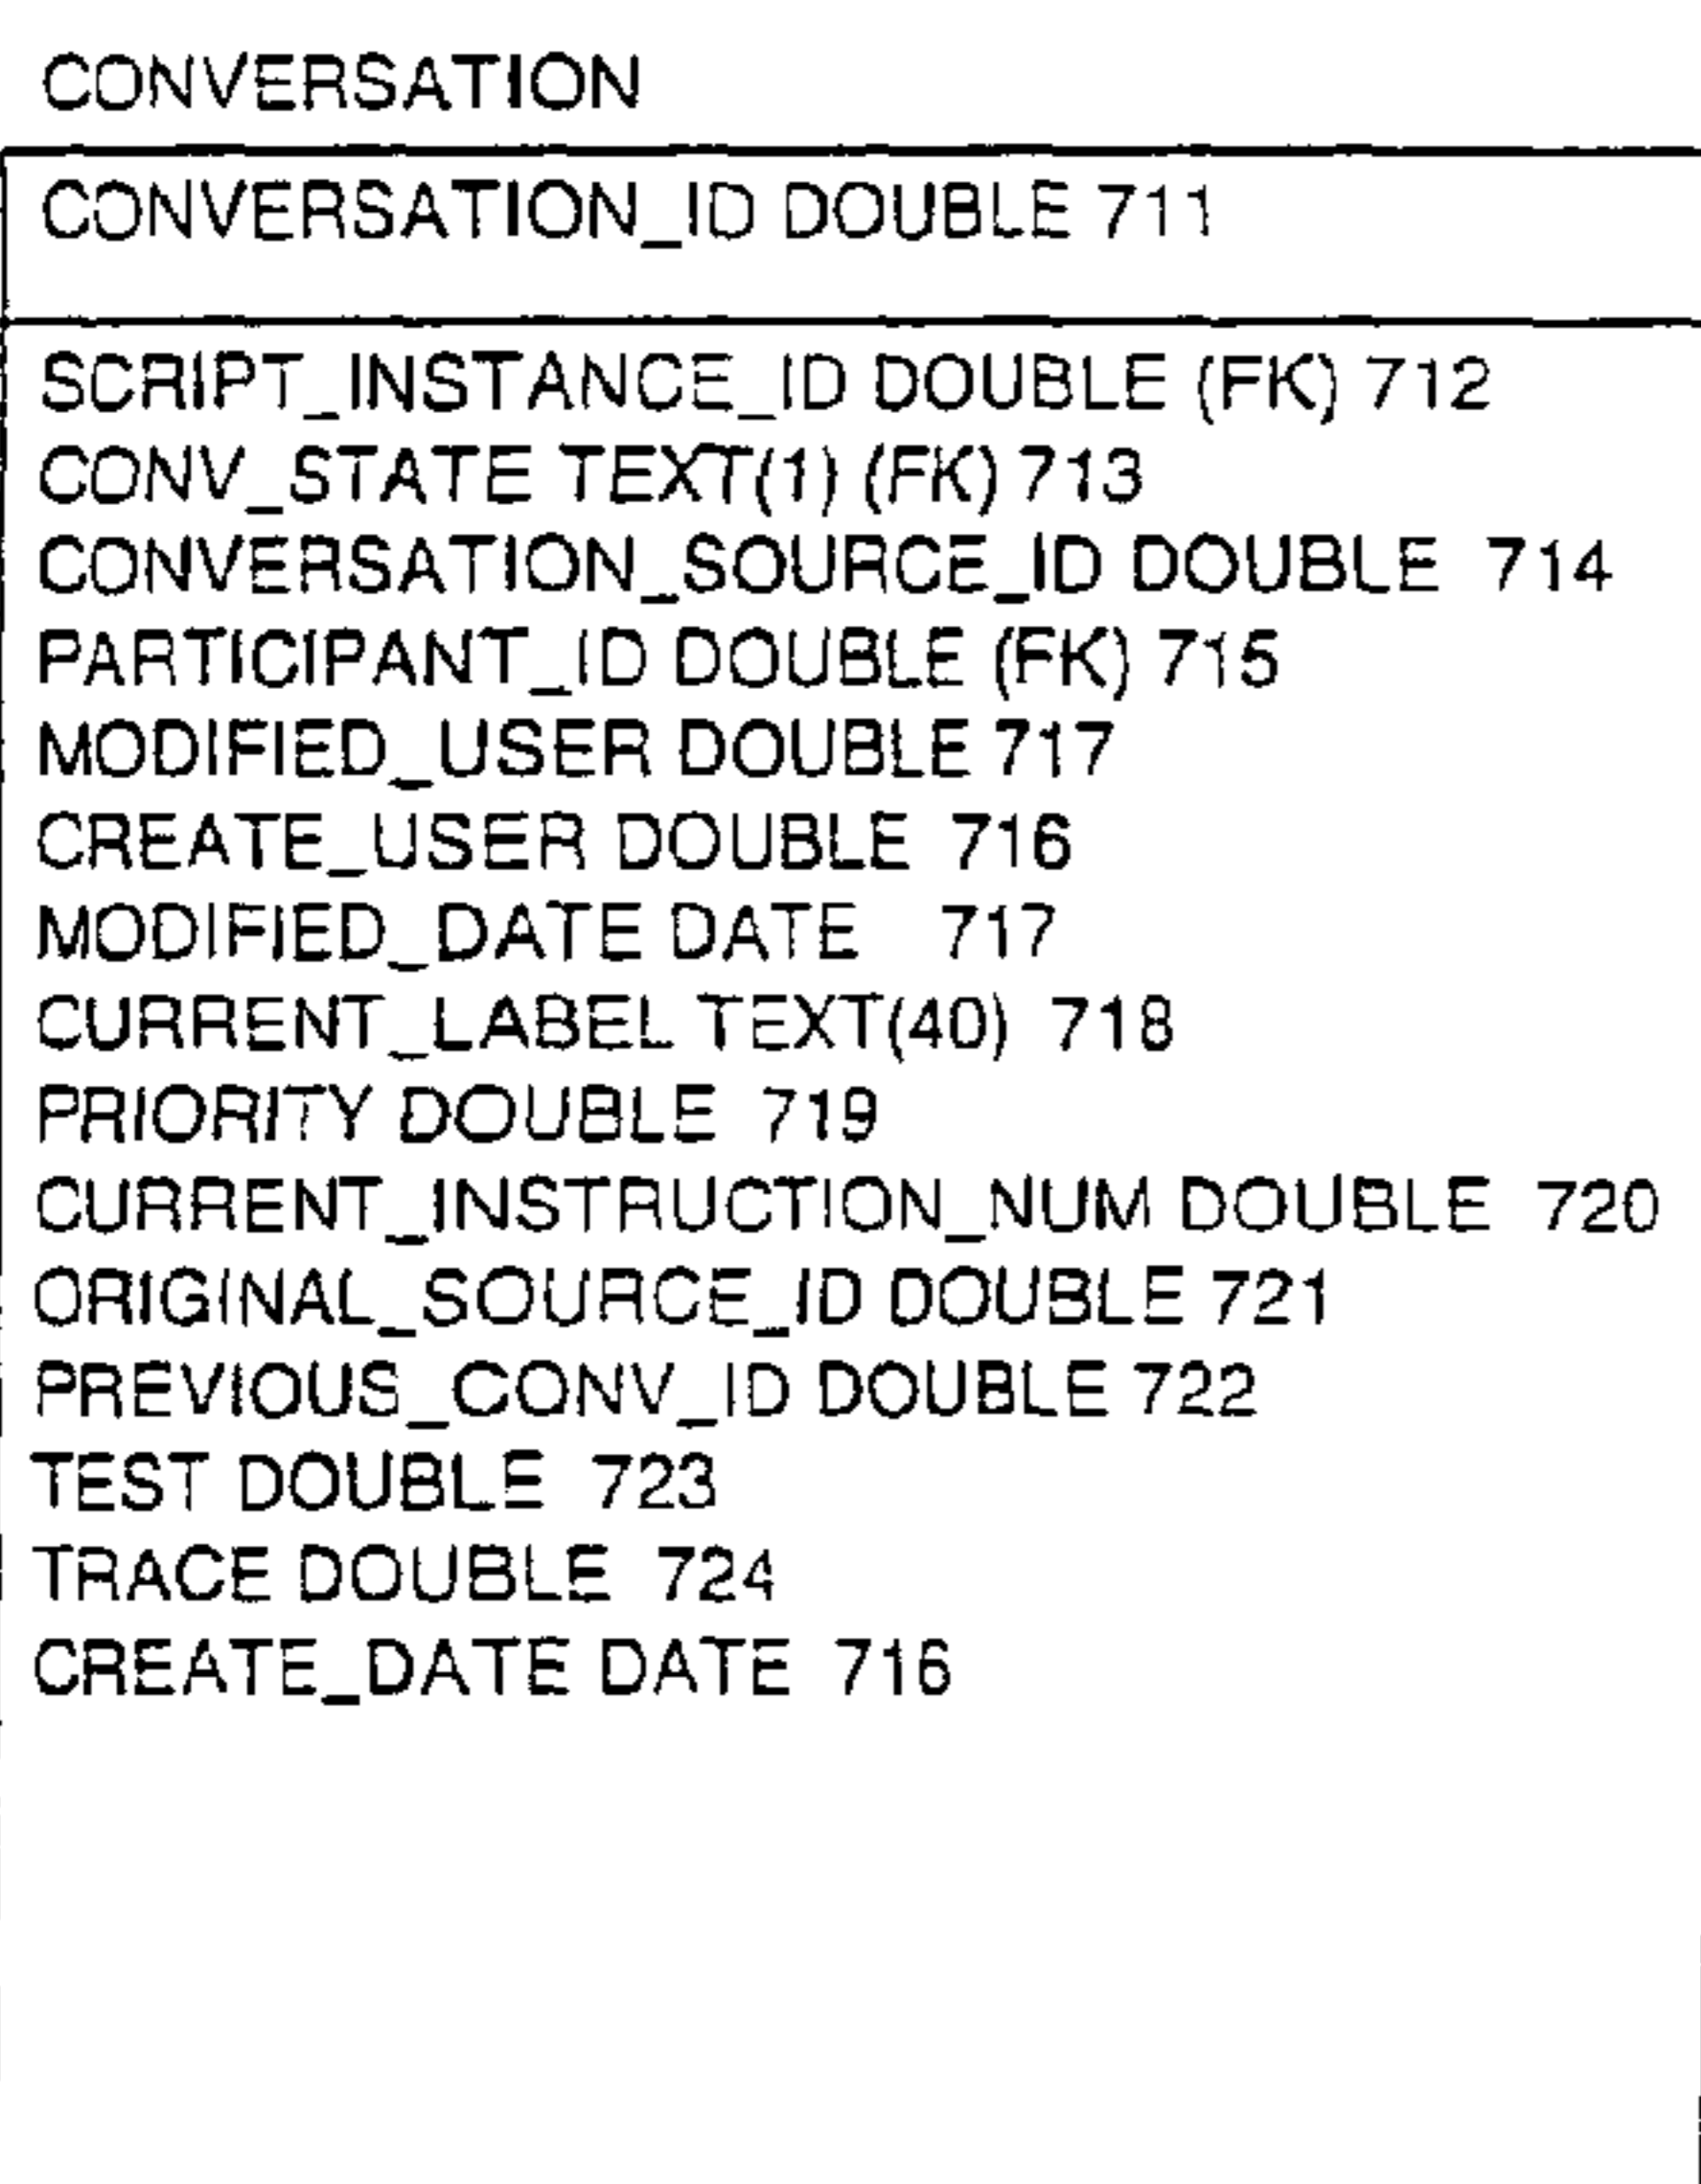 CONVERSATION
CONVERSATION_ID DOUBLE 711
SCRIPT_INSTANCE_ID DOUBLE (FK) 712
CONV_STATE TEXT(1) (FK) 713
CONVERSATION_SOURCE_ID DOUBLE 714
PARTICIPANT_ID DOUBLE (FK) 715
MODIFIED_USER DOUBLE 717
CREATE_USER DOUBLE 716
MODIFIED_DATE DATE 717
CURRENT_LABEL TEXT(40) 718
PRIORITY DOUBLE 719
CURRENT_INSTRUCTION_NUM DOUBLE 720
ORIGINAL_SOURCE_ID DOUBLE 721
PREVIOUS_CONV_ID DOUBLE 722
TEST DOUBLE 723
TRACE DOUBLE 724
CREATE_DATE DATE 716